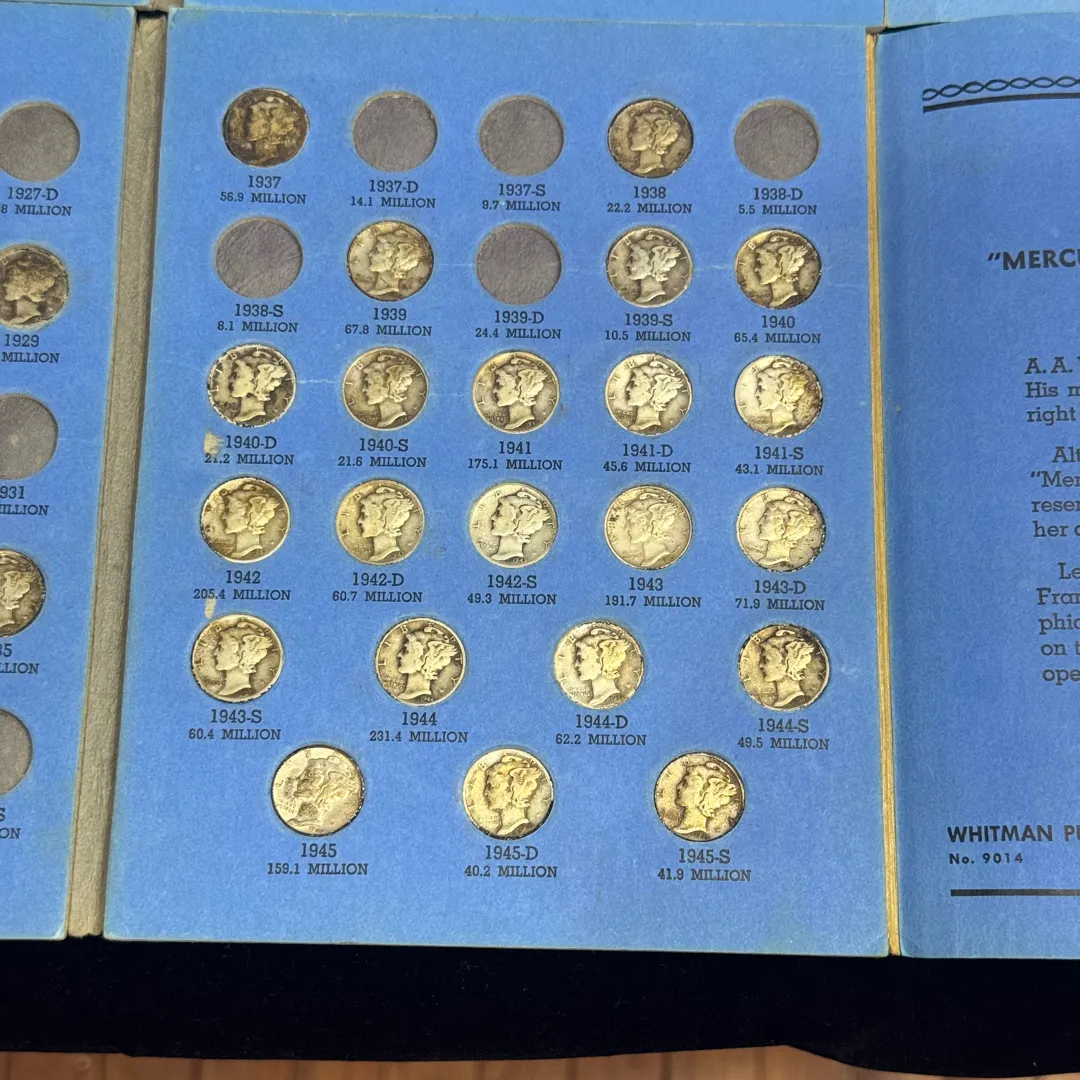 1927-D
8 MILLION
1929
MILLION
931
ILLION
35
LLION
S
ON
1937
56.9 MILLION
1937-D
14.1 MILLION
1937-S
9.7 MILLION
1938
22.2 MILLION
1938-D
5.5 MILLION
1938-S
8.1 MILLION
1939
67.8 MILLION
1939-D
24.4 MILLION
1939-S
10.5 MILLION
1940
65.4 MILLION
1940-D
21.2 MILLION
1940-S
21.6 MILLION
1941
175.1 MILLION
1941-D
45.6 MILLION
1941-S
43.1 MILLION
1942
205.4 MILLION
1942-D
60.7 MILLION
1942-S
49.3 MILLION
1943
191.7 MILLION
1943-D
71.9 MILLION
1943-S
60.4 MILLION
1944
231.4 MILLION
1944-D
62.2 MILLION
1944-S
49.5 MILLION
1945
159.1 MILLION
1945-D
40.2 MILLION
1945-S
41.9 MILLION
"MERCU
A. A.
His m
right
Alt
"Mer
reser
her c
Le
Fran
phic
on t
ope
WHITMAN P
No. 9014